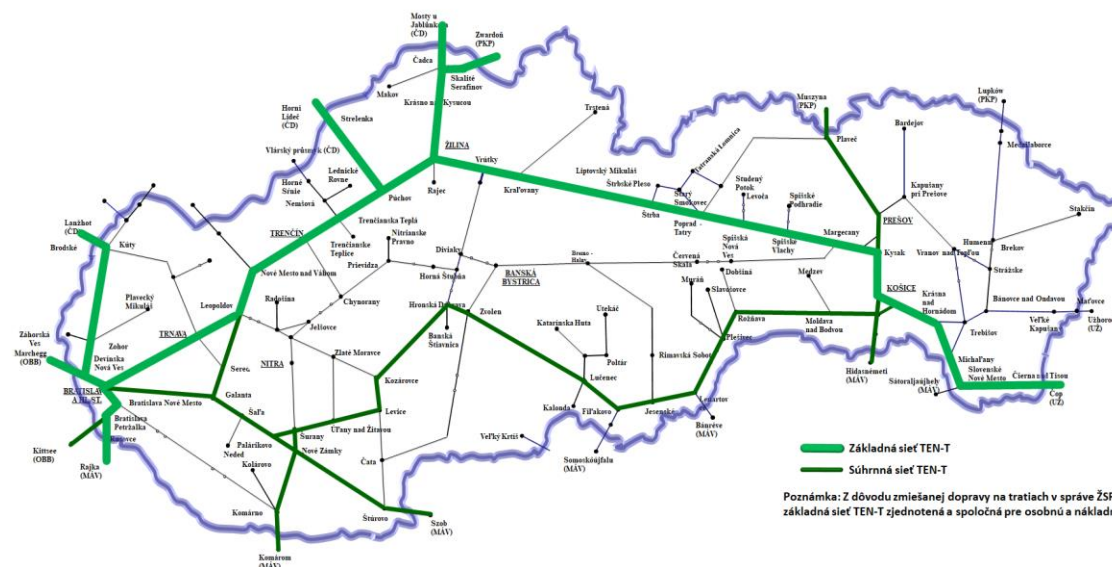 Mosty u
Jablůnkova
(ČD)
Zwardoň
(PKP)
Čadca
Skalité
Serafínov
Makov
Krásno nad Kysucou
Horní
Lideč
(ČD)
Strelenka
Trstená
Muszyna
(PKP)
Lupków
(PKP)
Plaveč
Bardejov
Medzilaborce
Vlárský průsmyk (ČD)
Lednické
Rovne
Horné
Sŕnie
Nemšová
ŽILINA
Vrútky
Rajec
Púchov
Kraľovany
Liptovský Mikuláš
Štrbské Pleso
Tatranská Lomnica
Starý
Smokovec
Studený
Potok
Levoča
Spišské
Podhradie
Štrba
Poprad -
Tatry
Spišská
Nová
Ves
Spišské
Vlachy
Margecany
Kysak
PREŠOV
Kapušany
pri Prešove
Stakčín
Humenné
Brekov
Vranov nad Topľou
Strážske
Lanžhot
(ČD)
Brodské
Kúty
TRENČÍN
Trenčianska Teplá
Trenčianske
Teplice
Nitrianske
Pravno
Prievidza
Diviaky
Horná Štubňa
BANSKÁ
BYSTRICA
Červená
Skala
Dobšiná
Medzev
KOŠICE
Krásna
nad
Hornádom
Bánovce nad Ondavou
Maťovce
Veľké
Kapušany
Užhorod
(UŽ)
Trebišov
Nové Mesto nad Váhom
Plavecký
Mikuláš
Leopoldov
Radošina
Chynorany
Jelšovce
Hronská Dúbrava
Zvolen
Banská
Štiavnica
Utekáč
Katarínska Huta
Poltár
Muráň
Slavošovce
Plešivec
Rožňava
Moldava
nad Bodvou
Rimavská Sobota
Michaľany
Slovenské
Nové Mesto
Čierna nad Tisou
Čop
(UŽ)
Sátoraljaújhely
(MÁV)
Hidasnémeti
(MÁV)
Záhorská
Ves
Marchegg
(OBB)
Zohor
Devínska
Nová Ves
TRNAVA
Sereď
NITRA
Zlaté Moravce
Kozárovce
Lučenec
Lenartov
Kalonda
Fiľakovo
Jesenské
Bánréve
(MÁV)
BRATISLAVA
HL. ST.
Bratislava Nové Mesto
Galanta
Šaľa
Levice
Bratislava
Petržalka
Rusovce
Kittsee
(OBB)
Rajka
(MÁV)
Palárikovo
Neded
Kolárovo
Šurany
Úľany nad Žitavou
Nové Zámky
Veľký Krtíš
Somoskőújfalu
(MÁV)
Čata
Komárno
Štúrovo
Szob
(MÁV)
Komárom
(MÁV)
Základná sieť TEN-T
Súhrnná sieť TEN-T
Poznámka: Z dôvodu zmiešanej dopravy na tratiach v správe ŽSR
základná sieť TEN-T zjednotená a spoločná pre osobnú a nákladn